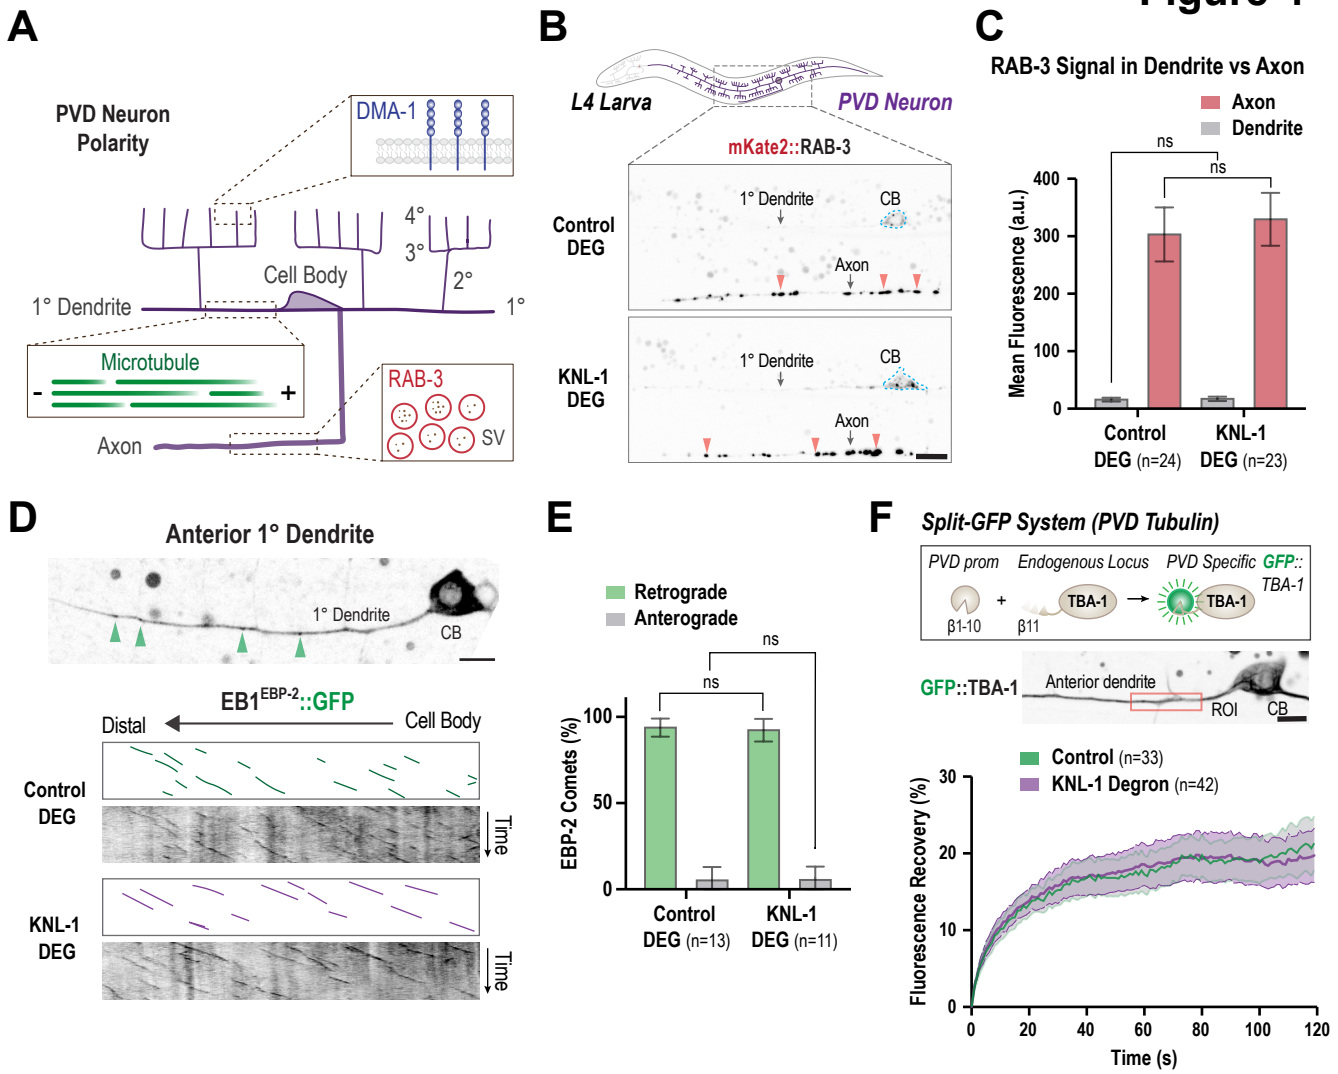 A
PVD Neuron
Polarity
DMA-1
4°
3°
2°
Cell Body
1° Dendrite
1°
Microtubule
-
+
RAB-3
SV
Axon
B
L4 Larva
PVD Neuron
mKate2::RAB-3
Control
DEG
1° Dendrite
CB
Axon
KNL-1
DEG
1° Dendrite
CB
Axon
C
RAB-3 Signal in Dendrite vs Axon
Axon
Dendrite
ns
ns
Mean Fluorescence (a.u.)
400
300
200
100
0
Control
DEG (n=24)
KNL-1
DEG (n=23)
D
Anterior 1° Dendrite
1° Dendrite
CB
EB1EBP-2::GFP
Distal
Cell Body
Control
DEG
Time
KNL-1
DEG
Time
E
Retrograde
Anterograde
ns
ns
EBP-2 Comets (%)
100
50
0
Control
DEG (n=13)
KNL-1
DEG (n=11)
F
Split-GFP System (PVD Tubulin)
PVD prom
Endogenous Locus
PVD Specific GFP::
TBA-1
+
TBA-1
TBA-1
β1-10
β11
GFP::TBA-1
Anterior dendrite
ROI
CB
Control (n=33)
KNL-1 Degron (n=42)
Fluorescence Recovery (%)
30
20
10
0
0 20 40 60 80 100 120
Time (s)